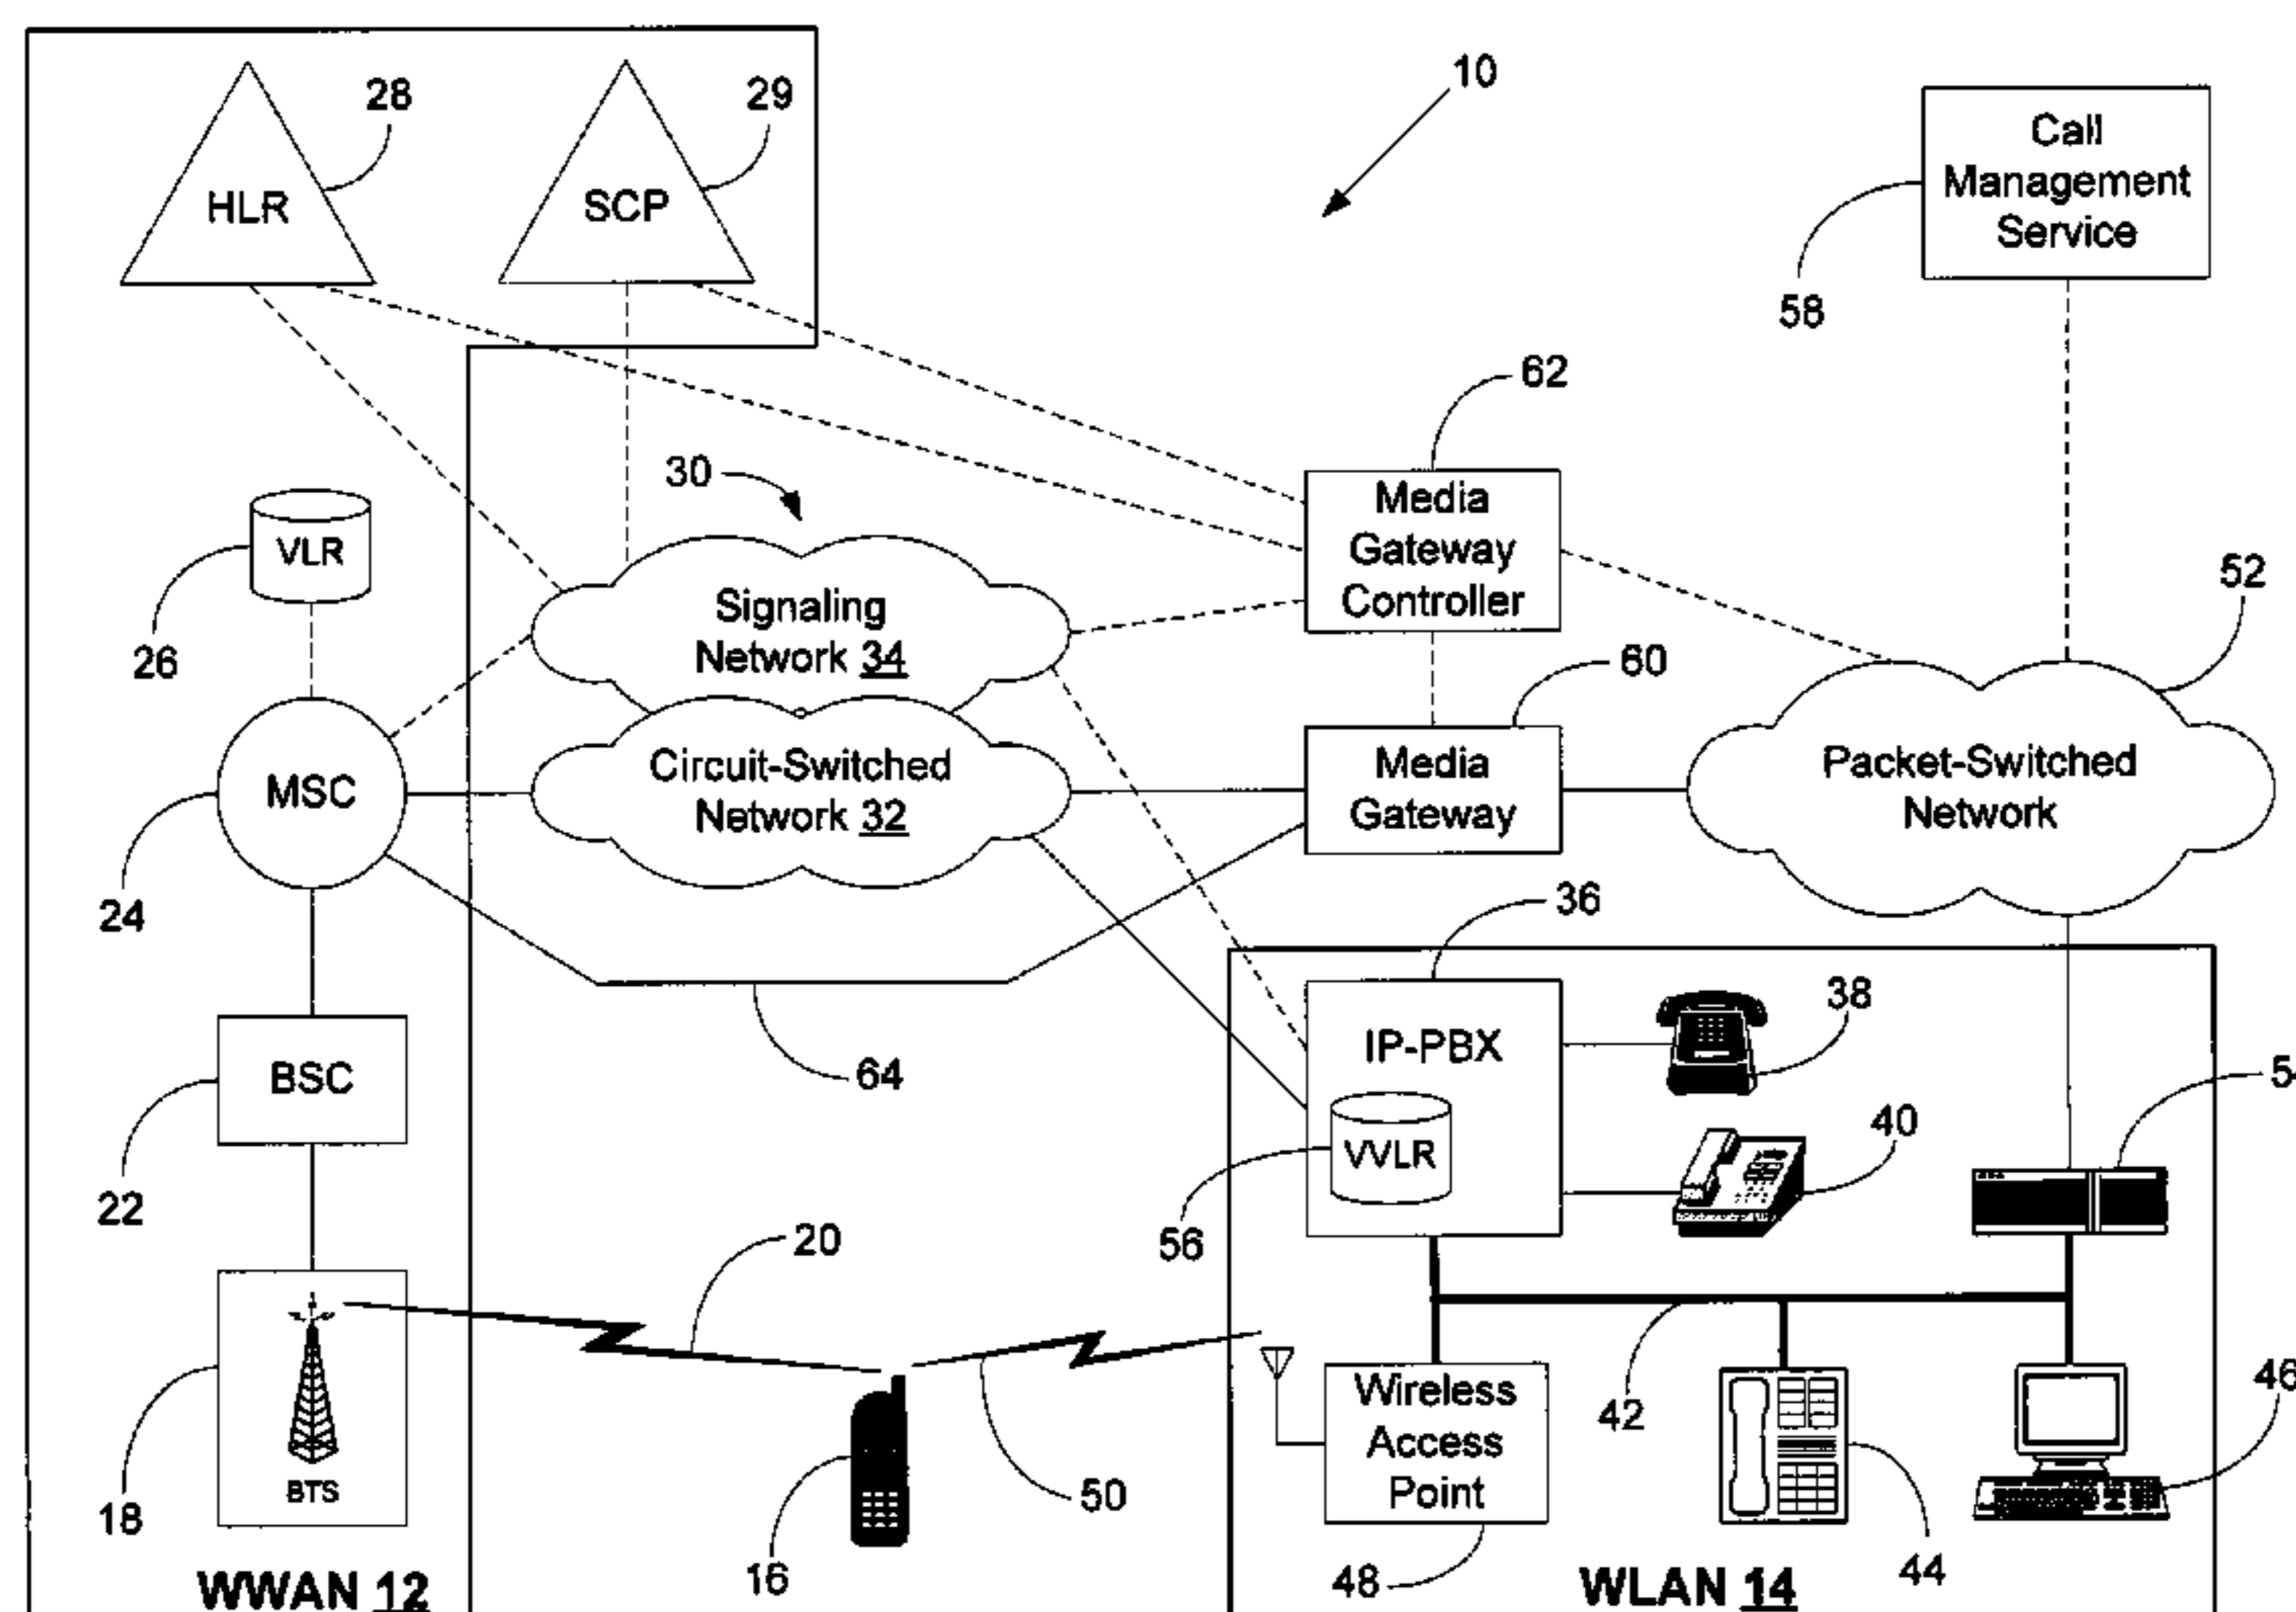 10
28
29
HLR
SCP
Call
Management
Service
58
62
30
Media
Gateway
Controller
VLR
26
Signaling
Network 34
52
60
MSC
24
Circuit-Switched
Network 32
Media
Gateway
Packet-Switched
Network
36
38
IP-PBX
BSC
64
22
VVLR
40
56
20
BTS
18
16
50
Wireless
Access
Point
42
46
48
44
WWAN 12
WLAN 14